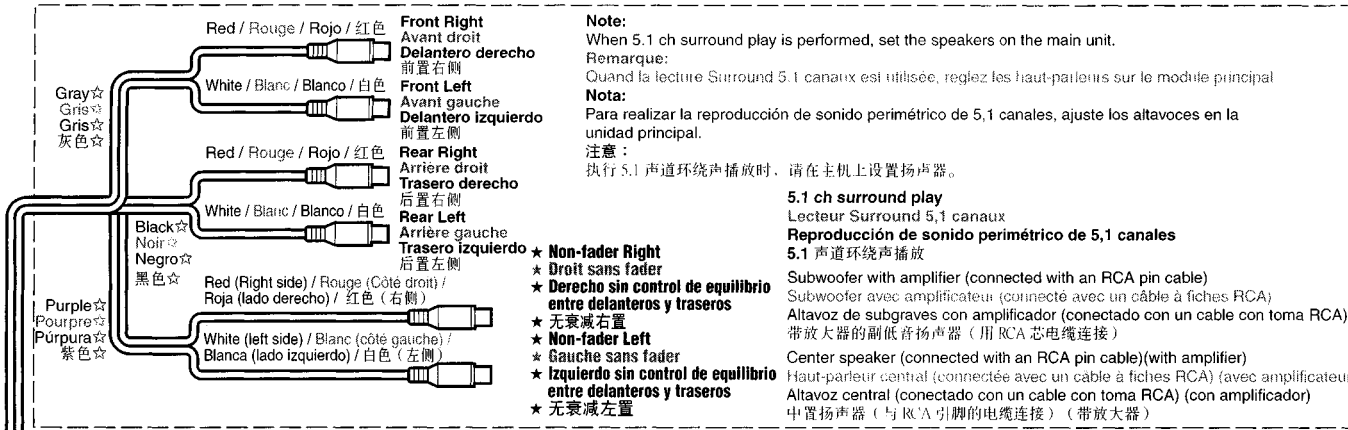 Red / Rouge / Rojo / 红色
Front Right
Avant droit
Delantero derecho
前置右侧
White / Blanc / Blanco / 白色
Front Left
Avant gauche
Delantero izquierdo
前置左侧
Gray☆
Gris☆
Gris☆
灰色☆
Red / Rouge / Rojo / 红色
Rear Right
Arrière droit
Trasero derecho
后置右侧
White / Blanc / Blanco / 白色
Rear Left
Arrière gauche
Trasero izquierdo
后置左侧
Black☆
Noir☆
Negro☆
黑色☆
Purple☆
Pourpre☆
Púrpura☆
紫色☆
Red (Right side) / Rouge (Côté droit) /
Roja (lado derecho) / 红色（右侧）
White (left side) / Blanc (côté gauche) /
Blanca (lado izquierdo) / 白色（左侧）
★ Non-fader Right
★ Droit sans fader
★ Derecho sin control de equilibrio
entre delanteros y traseros
★ 无衰减右置
★ Non-fader Left
★ Gauche sans fader
★ Izquierdo sin control de equilibrio
entre delanteros y traseros
★ 无衰减左置
Note:
When 5.1 ch surround play is performed, set the speakers on the main unit.
Remarque:
Quand la lecture Surround 5.1 canaux est utilisée, reglez les haut-parleurs sur le module principal
Nota:
Para realizar la reproducción de sonido perimétrico de 5,1 canales, ajuste los altavoces en la
unidad principal.
注意：
执行 5.1 声道环绕声播放时，请在主机上设置扬声器。
5.1 ch surround play
Lecteur Surround 5,1 canaux
Reproducción de sonido perimétrico de 5,1 canales
5.1 声道环绕声播放
Subwoofer with amplifier (connected with an RCA pin cable)
Subwoofer avec amplificateur (connecté avec un câble à fiches RCA)
Altavoz de subgraves con amplificador (conectado con un cable con toma RCA)
带放大器的副低音扬声器（用 RCA 芯电缆连接）
Center speaker (connected with an RCA pin cable)(with amplifier)
Haut-parleur central (connectée avec un câble à fiches RCA) (avec amplificateur
Altavoz central (conectado con un cable con toma RCA) (con amplificador)
中置扬声器（与 RCA 引脚的电缆连接）（带放大器）